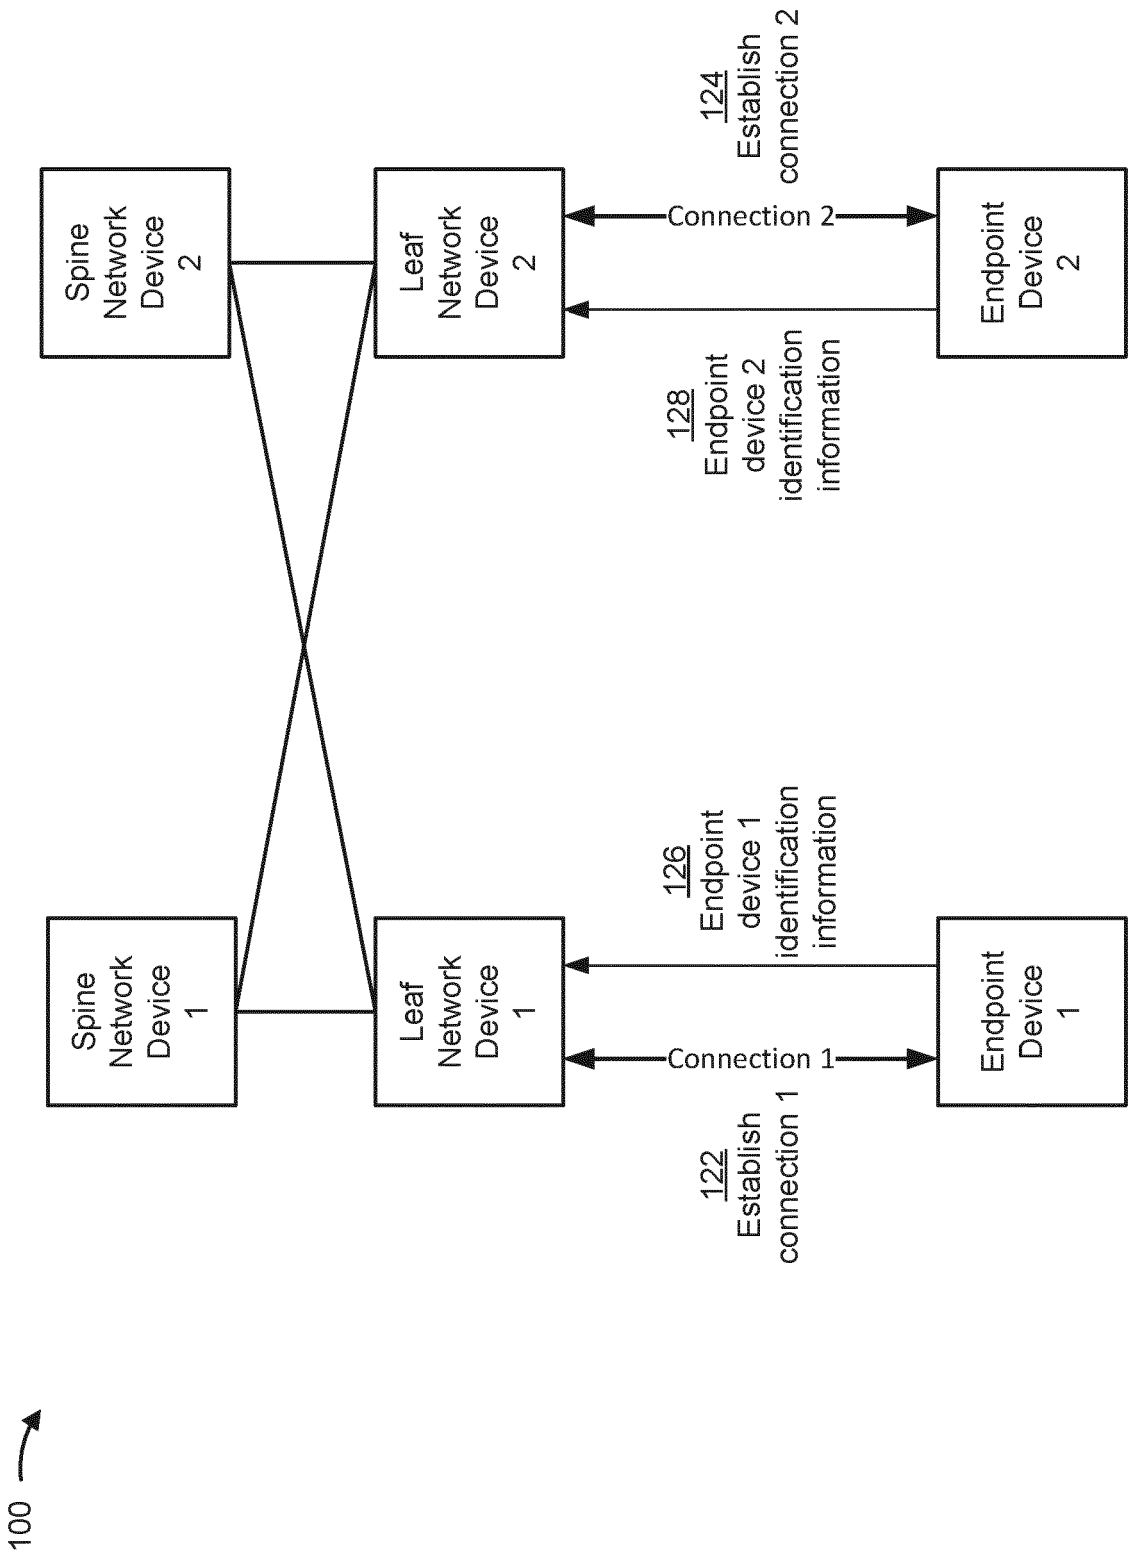 100
Spine
Network
Device
1
Spine
Network
Device
2
Leaf
Network
Device
1
Leaf
Network
Device
2
122
Establish
connection 1
Connection 1
126
Endpoint
device 1
identification
information
128
Endpoint
device 2
identification
information
Connection 2
124
Establish
connection 2
Endpoint
Device
1
Endpoint
Device
2